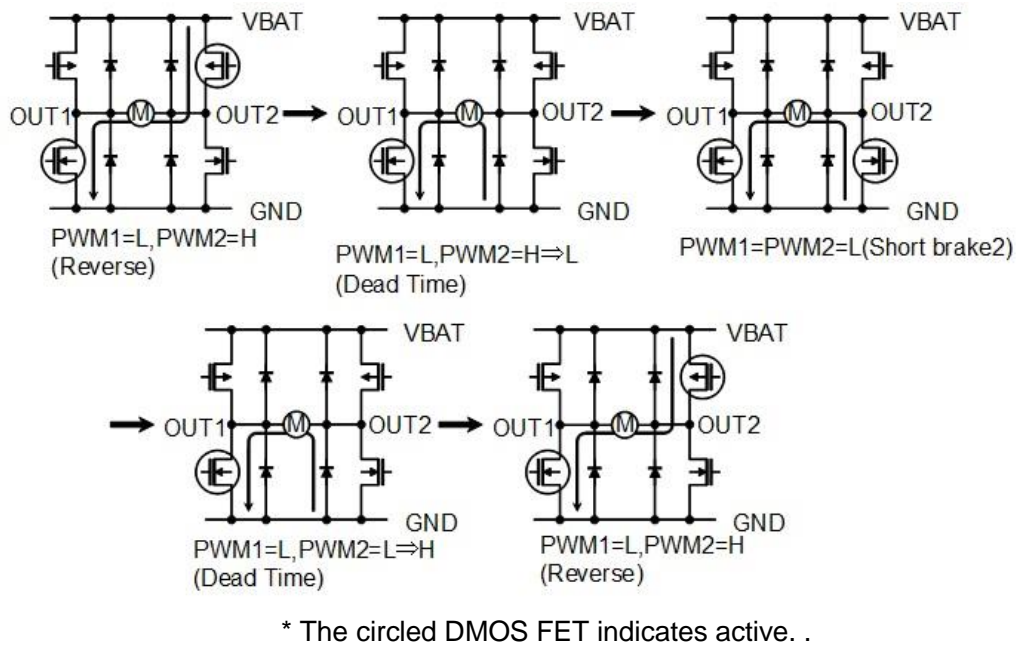 VBAT
OUT1 M OUT2
GND
PWM1=L,PWM2=H
(Reverse)
VBAT
OUT1 M OUT2
GND
PWM1=L,PWM2=H⇒L
(Dead Time)
VBAT
OUT1 M OUT2
GND
PWM1=PWM2=L(Short brake2)
VBAT
OUT1 M OUT2
GND
PWM1=L,PWM2=L⇒H
(Dead Time)
VBAT
OUT1 M OUT2
GND
PWM1=L,PWM2=H
(Reverse)
* The circled DMOS FET indicates active. .